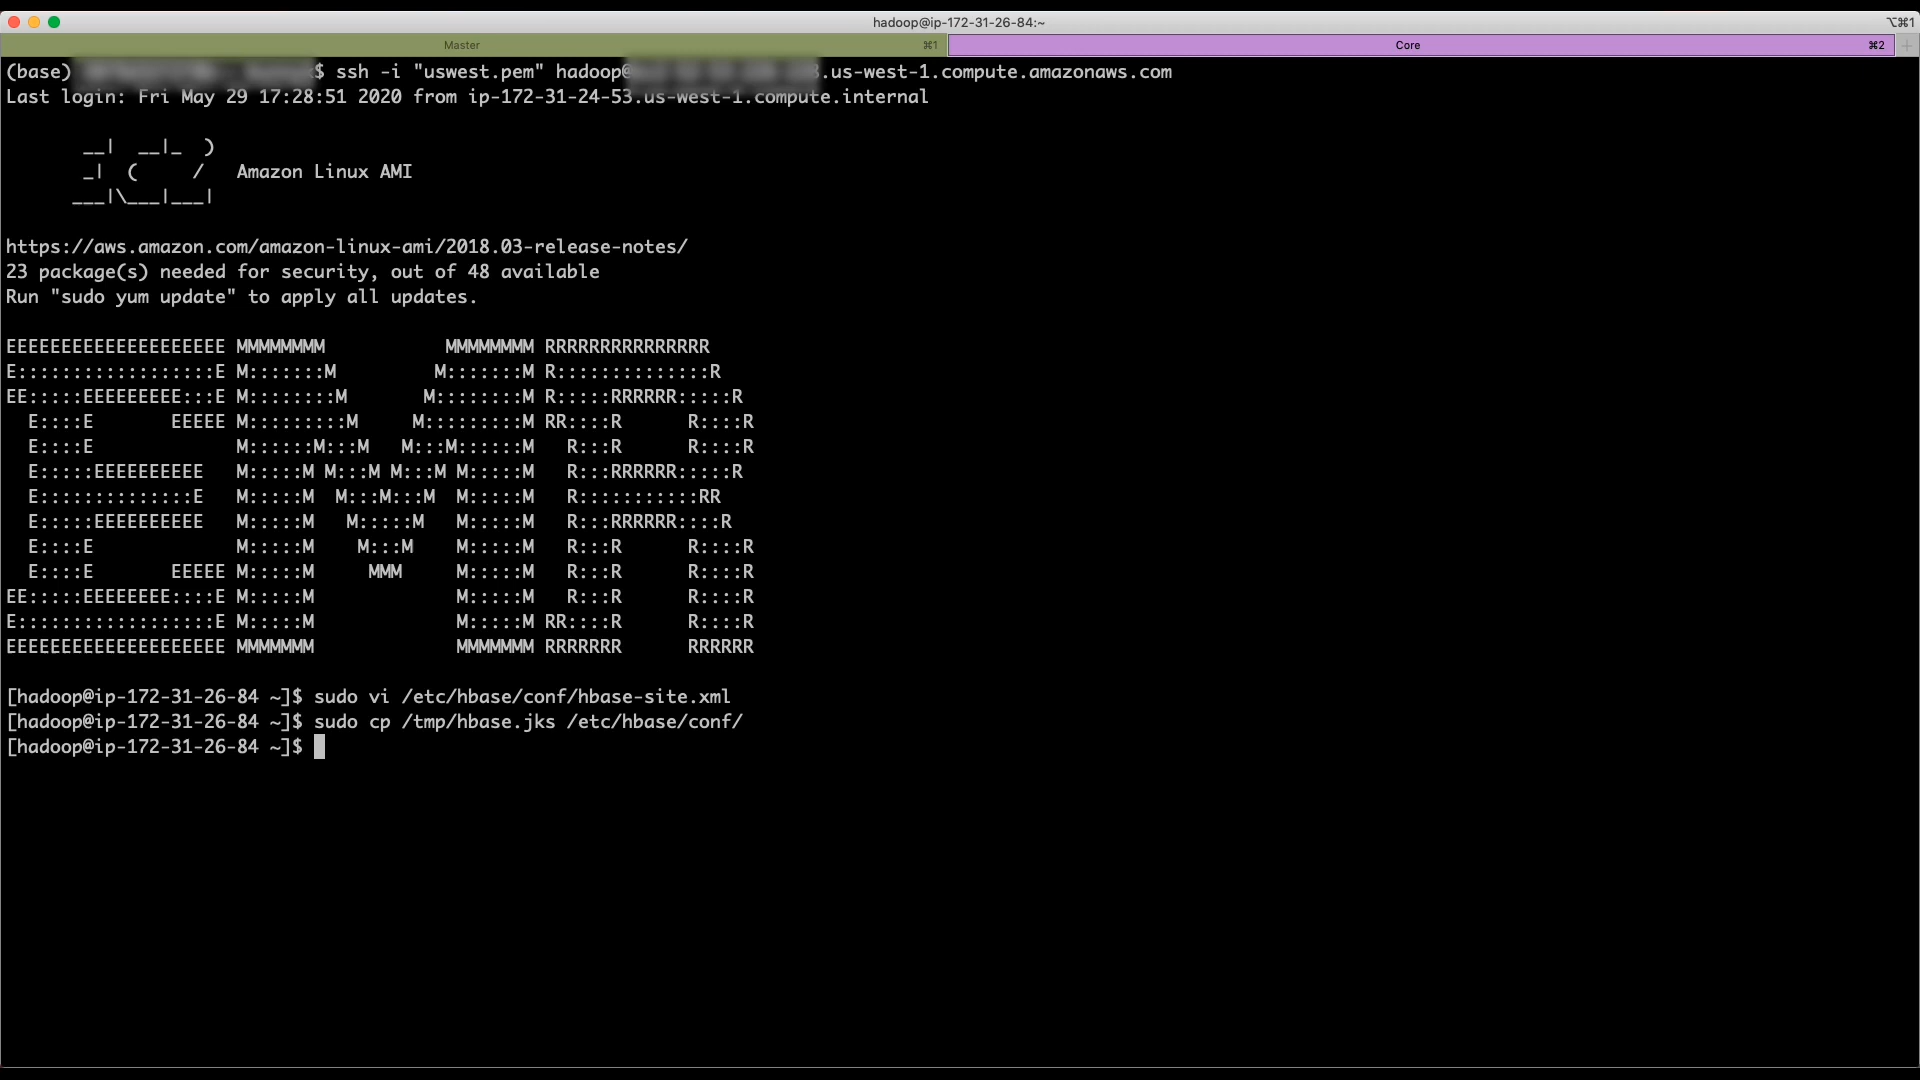 hadoop@ip-172-31-26-84:~
⌥⌘1
Master ⌘1
Core ⌘2
(base) $ ssh -i "uswest.pem" hadoop@ .us-west-1.compute.amazonaws.com
Last login: Fri May 29 17:28:51 2020 from ip-172-31-24-53.us-west-1.compute.internal
       __|  __|_  )
       _|  (     /   Amazon Linux AMI
      ___|\___|___|
https://aws.amazon.com/amazon-linux-ami/2018.03-release-notes/
23 package(s) needed for security, out of 48 available
Run "sudo yum update" to apply all updates.
EEEEEEEEEEEEEEEEEEEE MMMMMMMM           MMMMMMMM RRRRRRRRRRRRRRR
E::::::::::::::::::E M:::::::M         M:::::::M R::::::::::::::R
EE:::::EEEEEEEEE:::E M::::::::M       M::::::::M R:::::RRRRRR:::::R
  E::::E       EEEEE M:::::::::M     M:::::::::M RR::::R      R::::R
  E::::E             M::::::M:::M   M:::M::::::M   R:::R      R::::R
  E:::::EEEEEEEEEE   M:::::M M:::M M:::M M:::::M   R:::RRRRRR:::::R
  E::::::::::::::E   M:::::M  M:::M:::M  M:::::M   R:::::::::::RR
  E:::::EEEEEEEEEE   M:::::M   M:::::M   M:::::M   R:::RRRRRR::::R
  E::::E             M:::::M    M:::M    M:::::M   R:::R      R::::R
  E::::E       EEEEE M:::::M     MMM     M:::::M   R:::R      R::::R
EE:::::EEEEEEEE::::E M:::::M             M:::::M   R:::R      R::::R
E::::::::::::::::::E M:::::M             M:::::M RR::::R      R::::R
EEEEEEEEEEEEEEEEEEEE MMMMMMM             MMMMMMM RRRRRRR      RRRRRR
[hadoop@ip-172-31-26-84 ~]$ sudo vi /etc/hbase/conf/hbase-site.xml
[hadoop@ip-172-31-26-84 ~]$ sudo cp /tmp/hbase.jks /etc/hbase/conf/
[hadoop@ip-172-31-26-84 ~]$